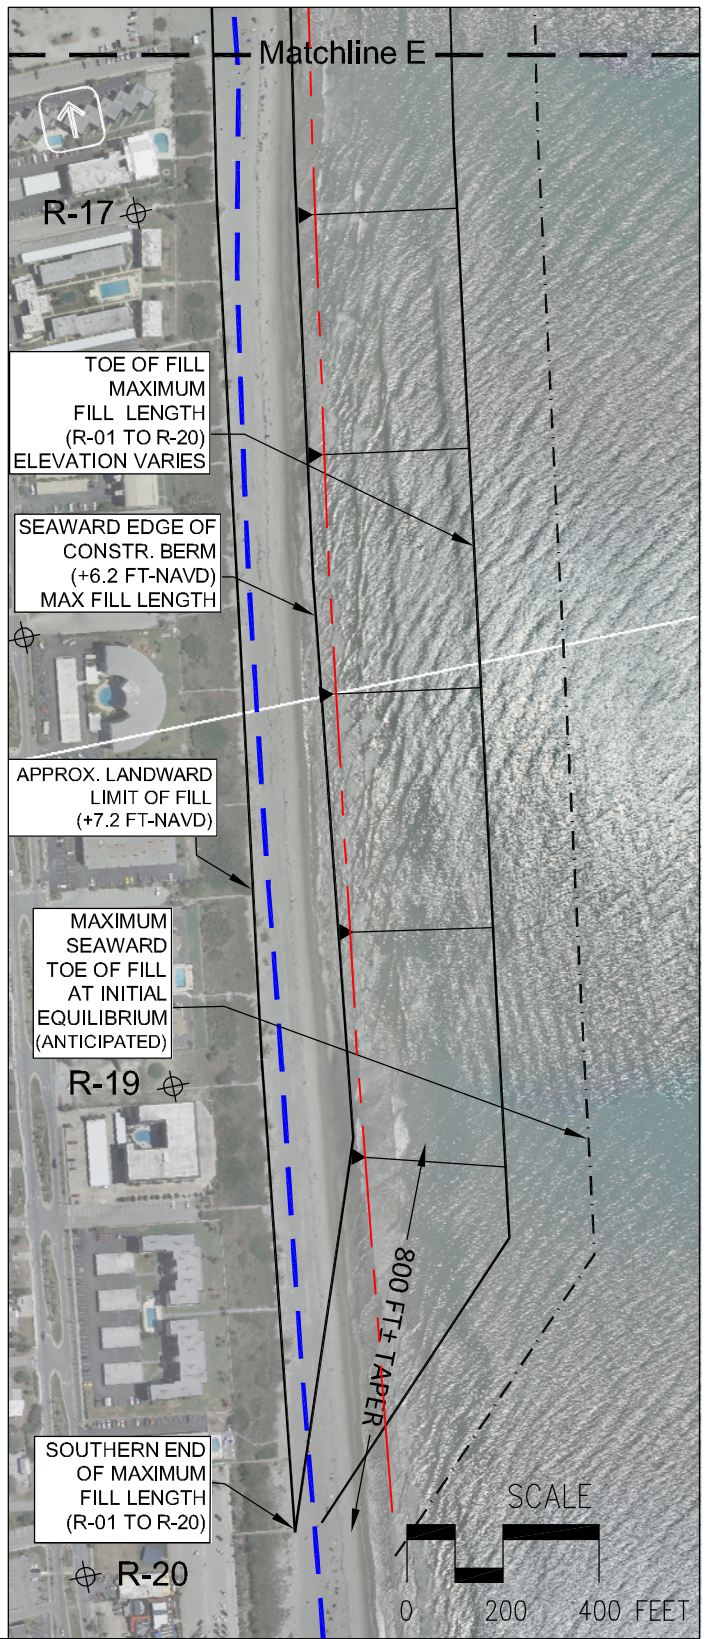 Matchline E
R-17
TOE OF FILL
MAXIMUM
FILL LENGTH
(R-01 TO R-20)
ELEVATION VARIES
SEAWARD EDGE OF
CONSTR. BERM
(+6.2 FT-NAVD)
MAX FILL LENGTH
APPROX. LANDWARD
LIMIT OF FILL
(+7.2 FT-NAVD)
MAXIMUM
SEAWARD
TOE OF FILL
AT INITIAL
EQUILIBRIUM
(ANTICIPATED)
R-19
800 FT± TAPER
SOUTHERN END
OF MAXIMUM
FILL LENGTH
(R-01 TO R-20)
R-20
SCALE
0 200 400 FEET